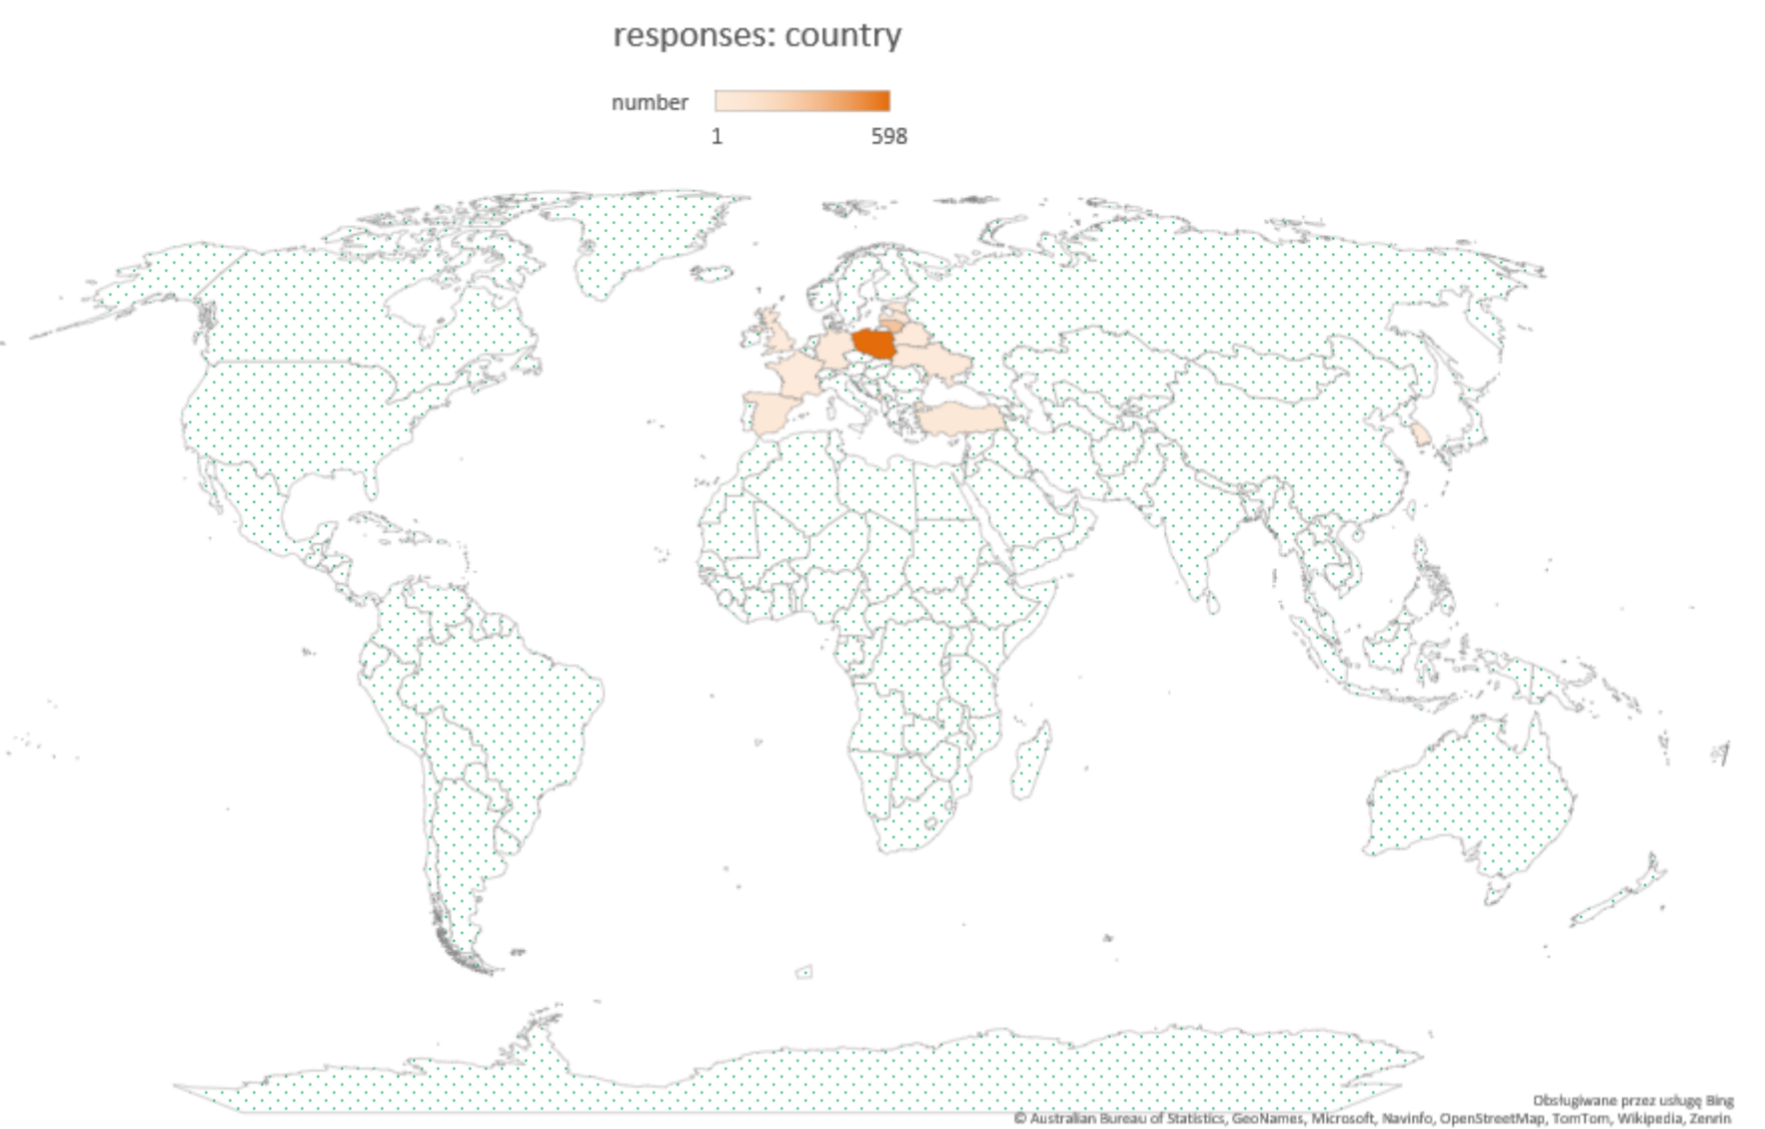 responses: country
number
1 598
Obsługiwane przez usługę Bing
© Australian Bureau of Statistics, GeoNames, Microsoft, Navinfo, OpenStreetMap, TomTom, Wikipedia, Zenrin